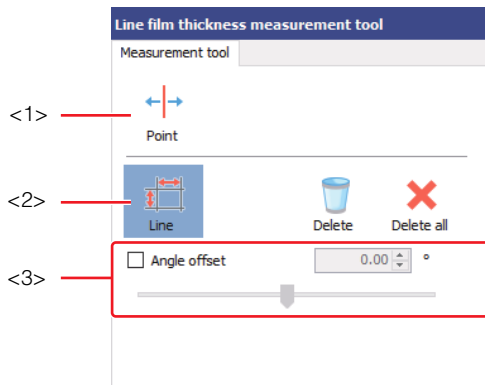 Line film thickness measurement tool
Measurement tool
<1>
Point
<2>
Line
Delete
Delete all
<3>
Angle offset
0.00
°